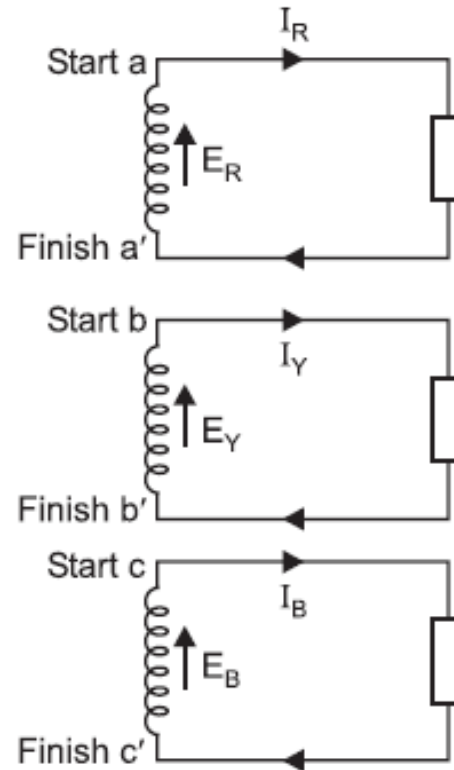 I_R
Start a
E_R
Finish a'
Start b
I_Y
E_Y
Finish b'
Start c
I_B
E_B
Finish c'